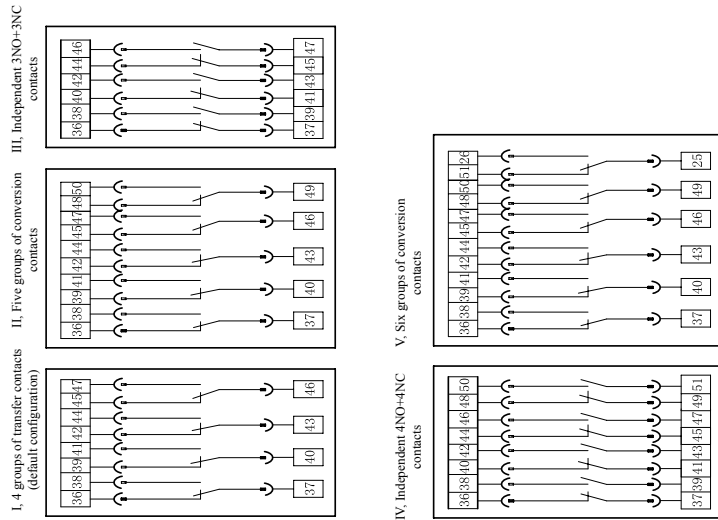 I, 4 groups of transfer contacts
(default configuration)
36 38 39 41 42 44 45 47
37 40 43 46
II, Five groups of conversion
contacts
36 38 39 41 42 44 45 47 48 50
37 40 43 46 49
III, Independent 3NO+3NC
contacts
36 38 40 42 44 46
37 39 41 43 45 47
IV, Independent 4NO+4NC
contacts
36 38 40 42 44 46 48 50
37 39 41 43 45 47 49 51
V, Six groups of conversion
contacts
36 38 39 41 42 44 45 47 48 50 51 26
37 40 43 46 49 25